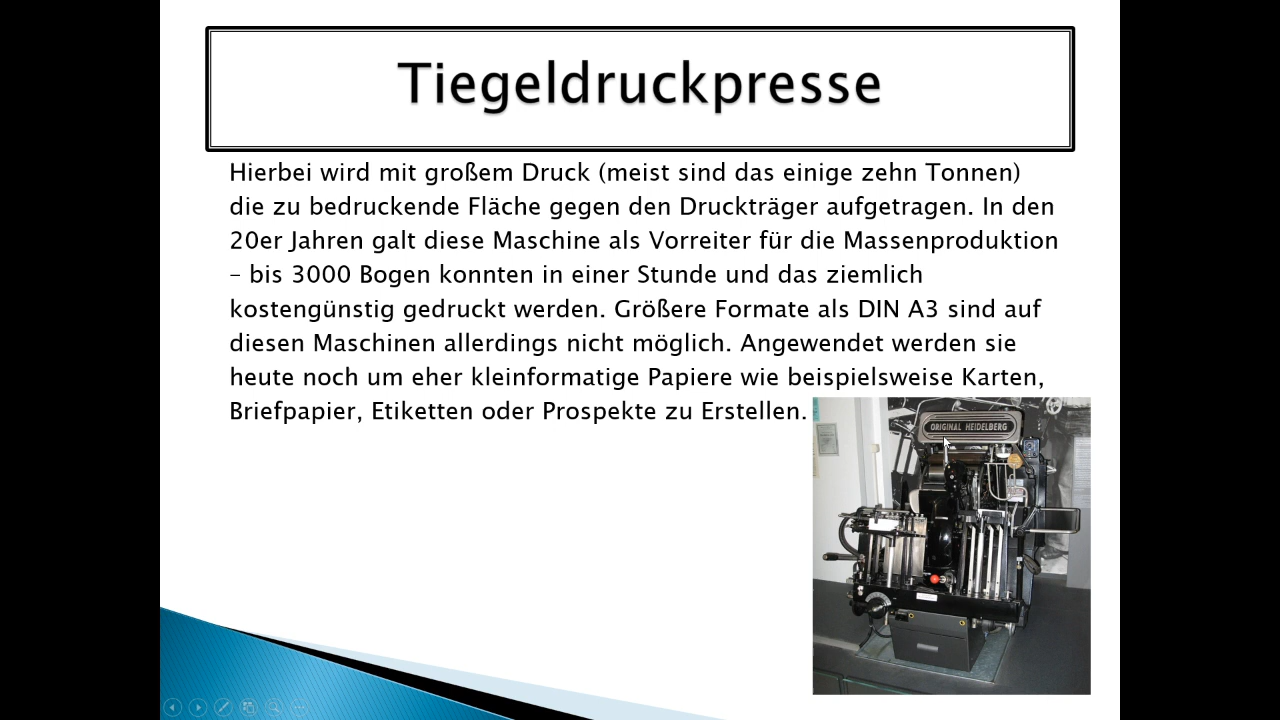 Tiegeldruckpresse
Hierbei wird mit großem Druck (meist sind das einige zehn Tonnen)
die zu bedruckende Fläche gegen den Druckträger aufgetragen. In den
20er Jahren galt diese Maschine als Vorreiter für die Massenproduktion
– bis 3000 Bogen konnten in einer Stunde und das ziemlich
kostengünstig gedruckt werden. Größere Formate als DIN A3 sind auf
diesen Maschinen allerdings nicht möglich. Angewendet werden sie
heute noch um eher kleinformatige Papiere wie beispielsweise Karten,
Briefpapier, Etiketten oder Prospekte zu Erstellen.
ORIGINAL HEIDELBERG